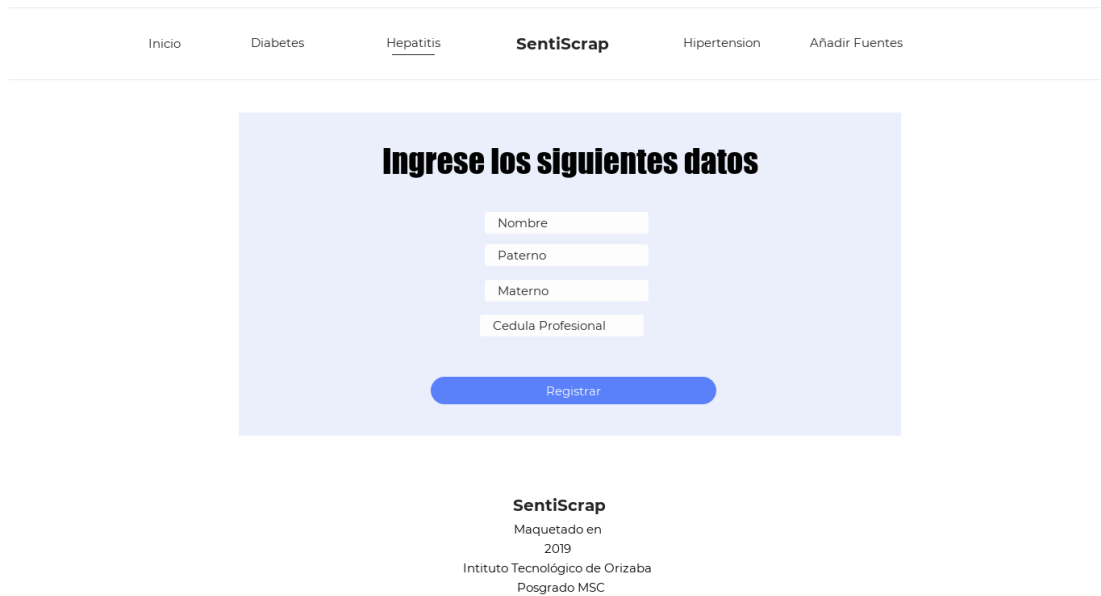 Inicio Diabetes Hepatitis SentiScrap Hipertension Añadir Fuentes
Ingrese los siguientes datos
Nombre
Paterno
Materno
Cedula Profesional
Registrar
SentiScrap
Maquetado en
2019
Intituto Tecnológico de Orizaba
Posgrado MSC